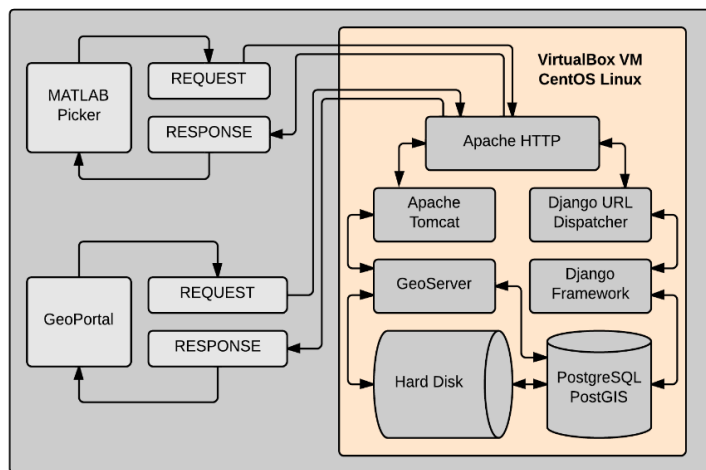 VirtualBox VM
CentOS Linux
MATLAB
Picker
REQUEST
RESPONSE
Apache HTTP
Apache
Tomcat
Django URL
Dispatcher
GeoPortal
REQUEST
RESPONSE
GeoServer
Django
Framework
Hard Disk
PostgreSQL
PostGIS